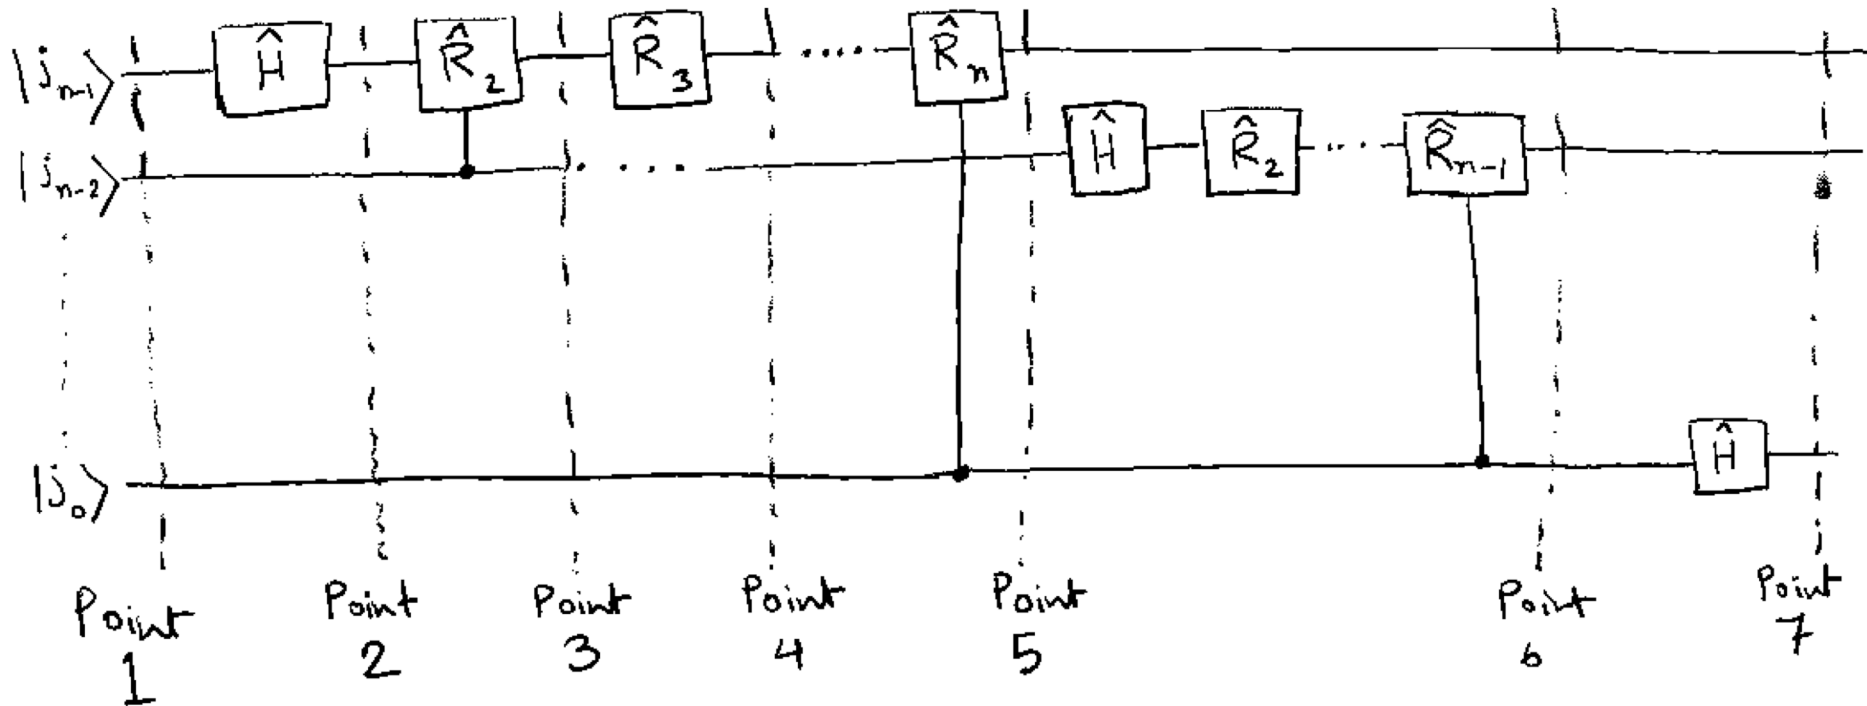 |j_{n-1}⟩ Ĥ R̂_2 R̂_3 .... R̂_n
|j_{n-2}⟩ .... Ĥ R̂_2 ... R̂_{n-1}
|j_0⟩ Ĥ
Point Point Point Point Point Point Point
1 2 3 4 5 6 7